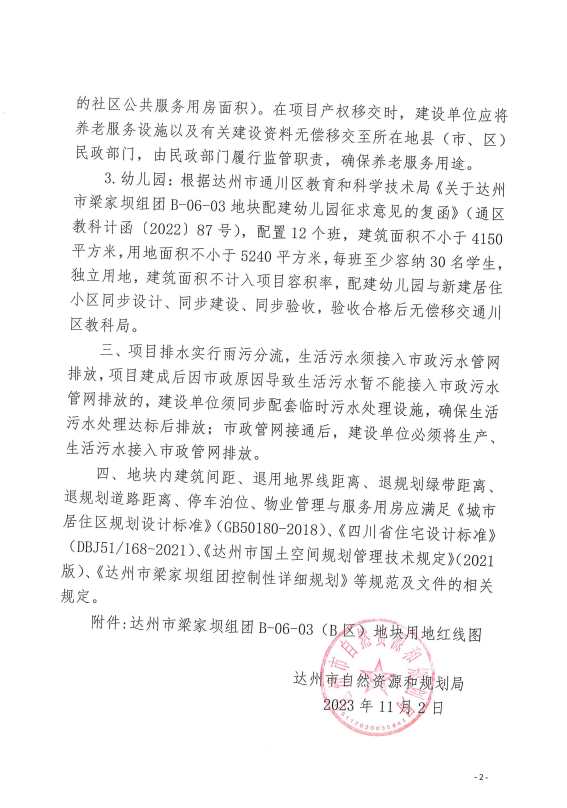 的社区公共服务用房面积）。在项目产权移交时，建设单位应将
养老服务设施以及有关建设资料无偿移交至所在地县（市、区）
民政部门，由民政部门履行监管职责，确保养老服务用途。
3.幼儿园：根据达州市通川区教育和科学技术局《关于达州
市梁家坝组团 B-06-03 地块配建幼儿园征求意见的复函》（通区
教科计函〔2022〕87 号），配置 12 个班，建筑面积不小于 4150
平方米，用地面积不小于 5240 平方米，每班至少容纳 30 名学生，
独立用地，建筑面积不计入项目容积率，配建幼儿园与新建居住
小区同步设计、同步建设、同步验收，验收合格后无偿移交通川
区教科局。
三、项目排水实行雨污分流，生活污水须接入市政污水管网
排放，项目建成后因市政原因导致生活污水暂不能接入市政污水
管网排放的，建设单位须同步配套临时污水处理设施，确保生活
污水处理达标后排放；市政管网接通后，建设单位必须将生产、
生活污水接入市政管网排放。
四、地块内建筑间距、退用地界线距离、退规划绿带距离、
退规划道路距离、停车泊位、物业管理与服务用房应满足《城市
居住区规划设计标准》（GB50180-2018）、《四川省住宅设计标准》
（DBJ51/168-2021）、《达州市国土空间规划管理技术规定》（2021
版）、《达州市梁家坝组团控制性详细规划》等规范及文件的相关
规定。
附件：达州市梁家坝组团 B-06-03（B 区）地块用地红线图
达州市自然资源和规划局
2023 年 11 月 2 日
-2-